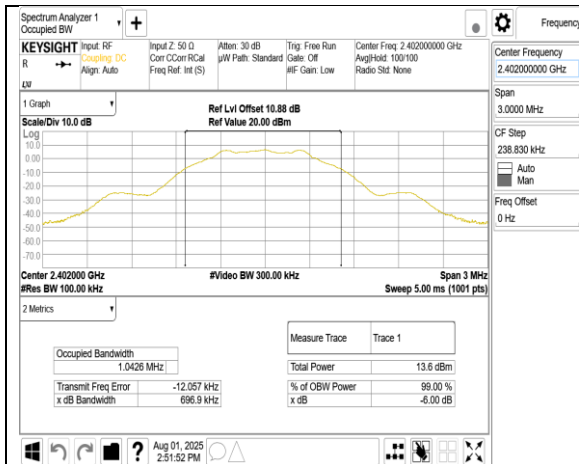 Spectrum Analyzer 1
Occupied BW
Frequency
KEYSIGHT
R
LXI
Input: RF
Coupling: DC
Align: Auto
Input Z: 50 Ω
Corr CCorr RCal
Freq Ref: Int (S)
Atten: 30 dB
µW Path: Standard
Trig: Free Run
Gate: Off
#IF Gain: Low
Center Freq: 2.402000000 GHz
Avg|Hold: 100/100
Radio Std: None
Center Frequency
2.402000000 GHz
Span
3.0000 MHz
CF Step
238.830 kHz
Auto
Man
Freq Offset
0 Hz
1 Graph
Scale/Div 10.0 dB
Ref Lvl Offset 10.88 dB
Ref Value 20.00 dBm
Log
10.0
0.00
-10.0
-20.0
-30.0
-40.0
-50.0
-60.0
-70.0
Center 2.402000 GHz
#Res BW 100.00 kHz
#Video BW 300.00 kHz
Span 3 MHz
Sweep 5.00 ms (1001 pts)
2 Metrics
Occupied Bandwidth
1.0426 MHz
Transmit Freq Error -12.057 kHz
x dB Bandwidth 696.9 kHz
Measure Trace Trace 1
Total Power 13.6 dBm
% of OBW Power 99.00 %
x dB -6.00 dB
?
Aug 01, 2025
2:51:52 PM